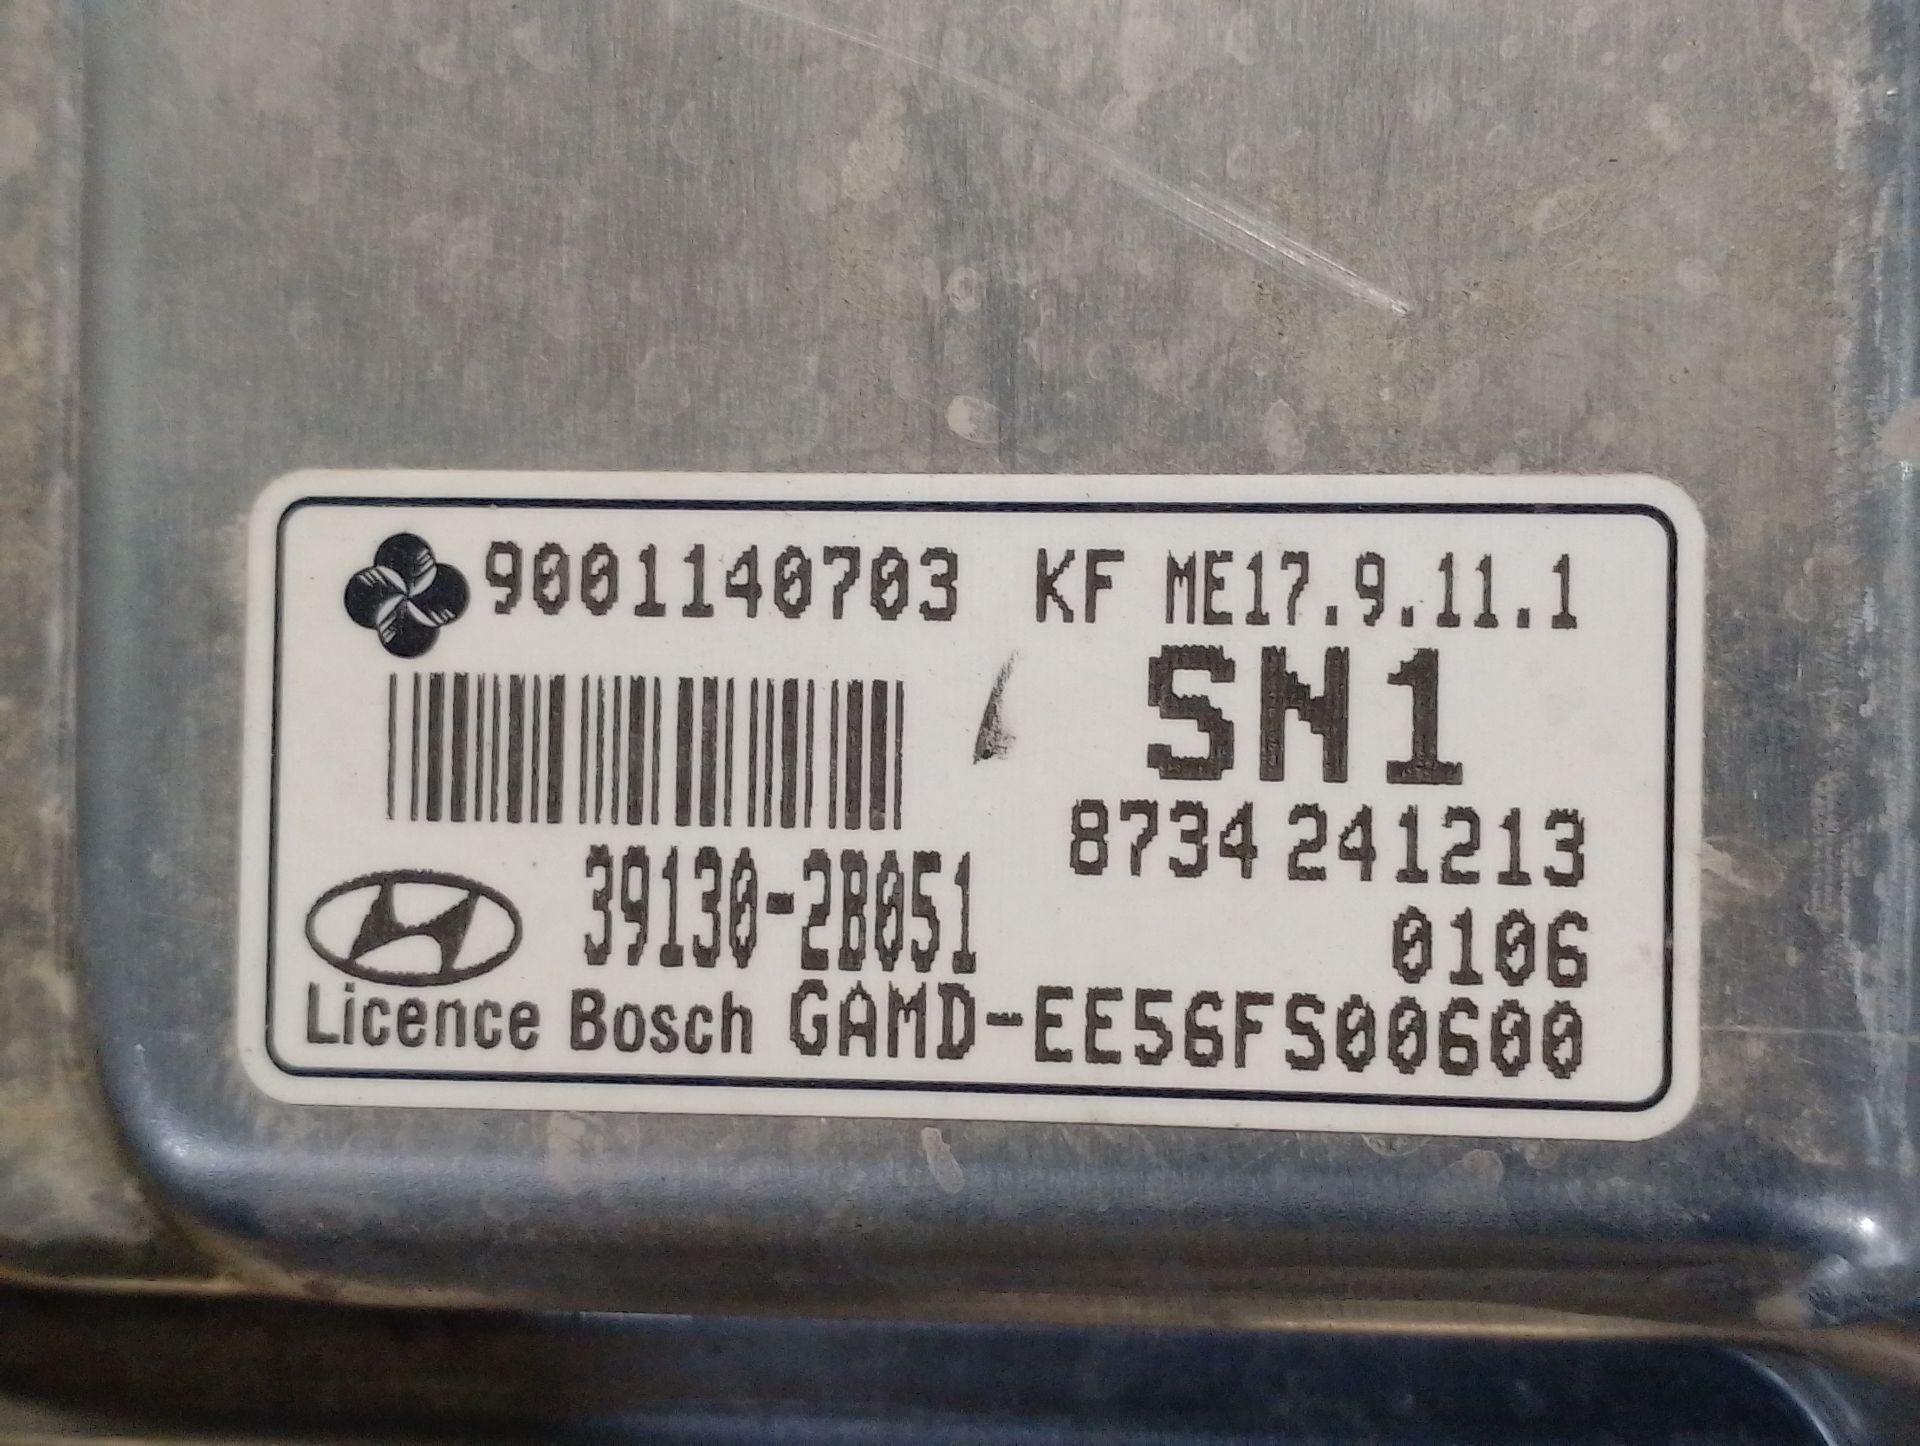 9001140703 KF ME17.9.11.1
SN1
8734 241213
39130-2B051
0106
Licence Bosch GAMD-EE56FS00600